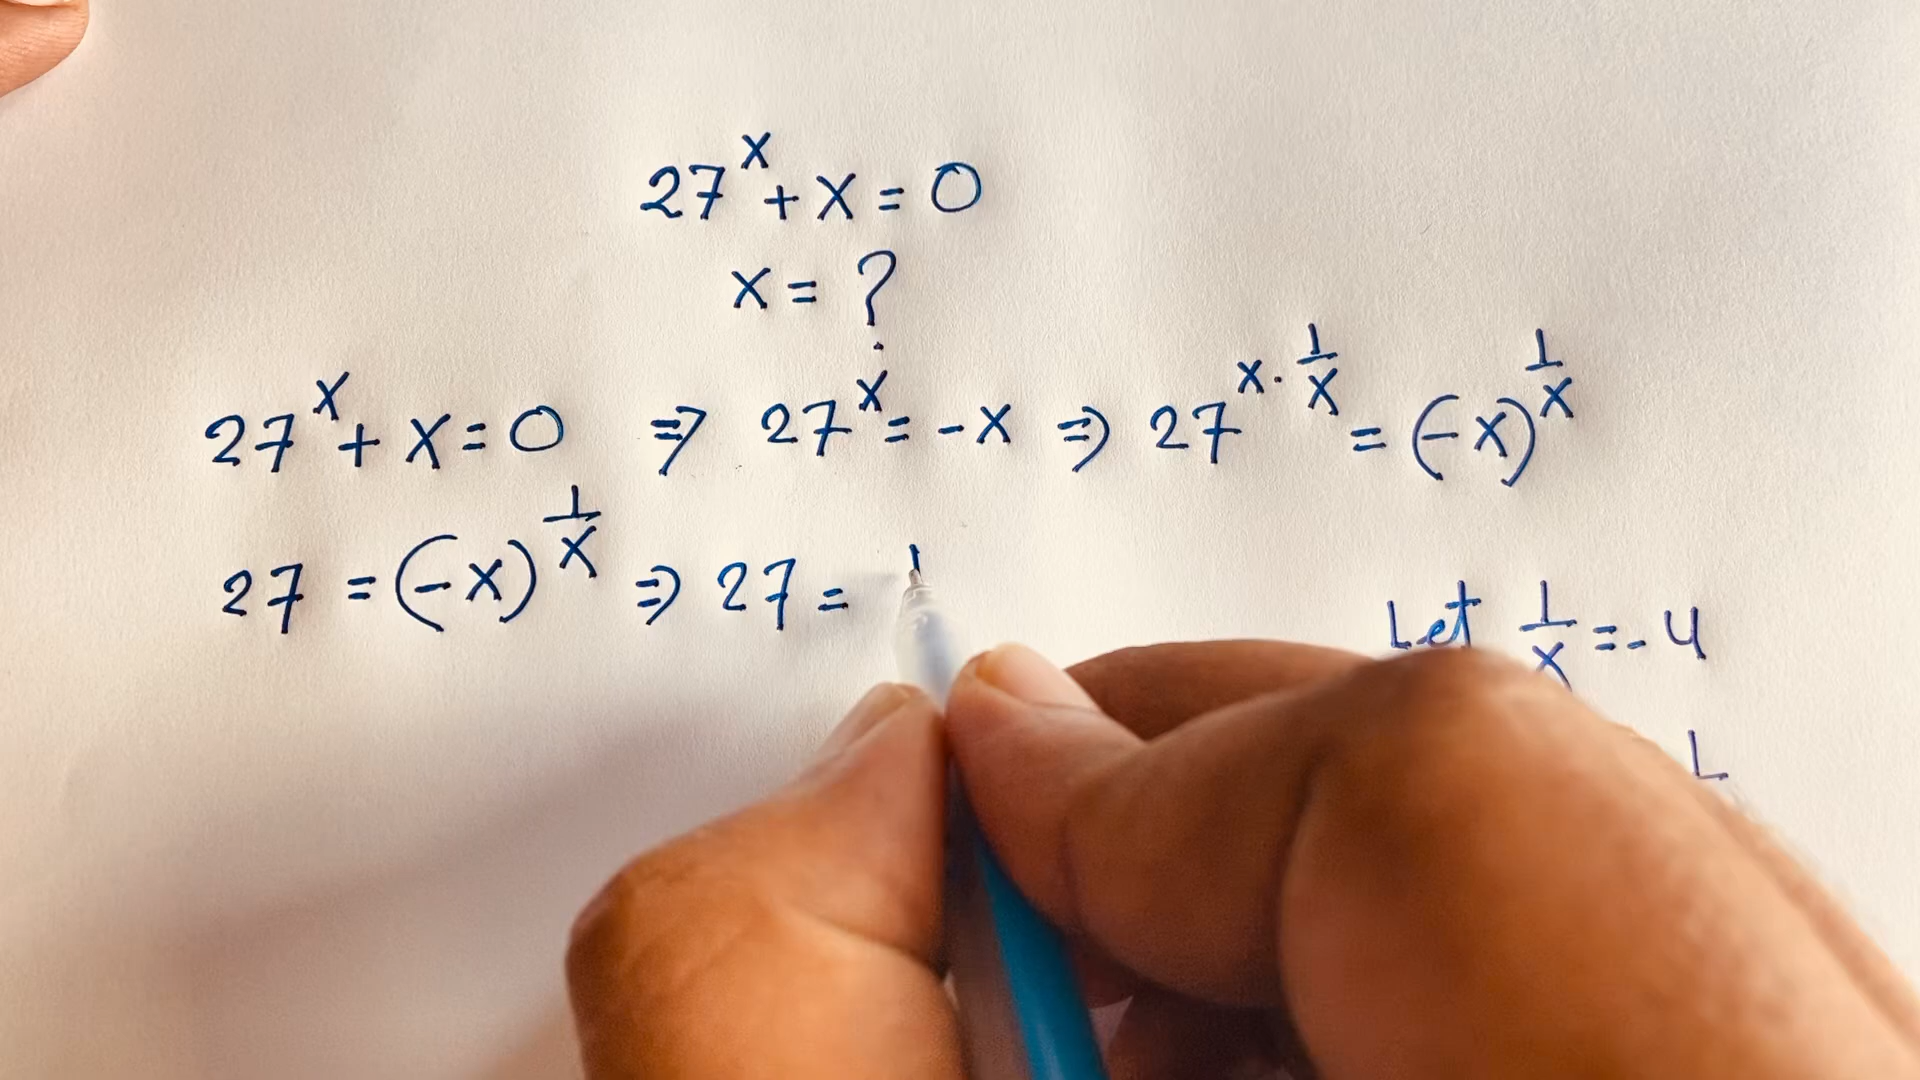 27^x + x = 0
x = ?
27^x + x = 0 ⇒ 27^x = -x ⇒ 27^(x · 1/x) = (-x)^(1/x)
27 = (-x)^(1/x) ⇒ 27 =
Let 1/x = -u